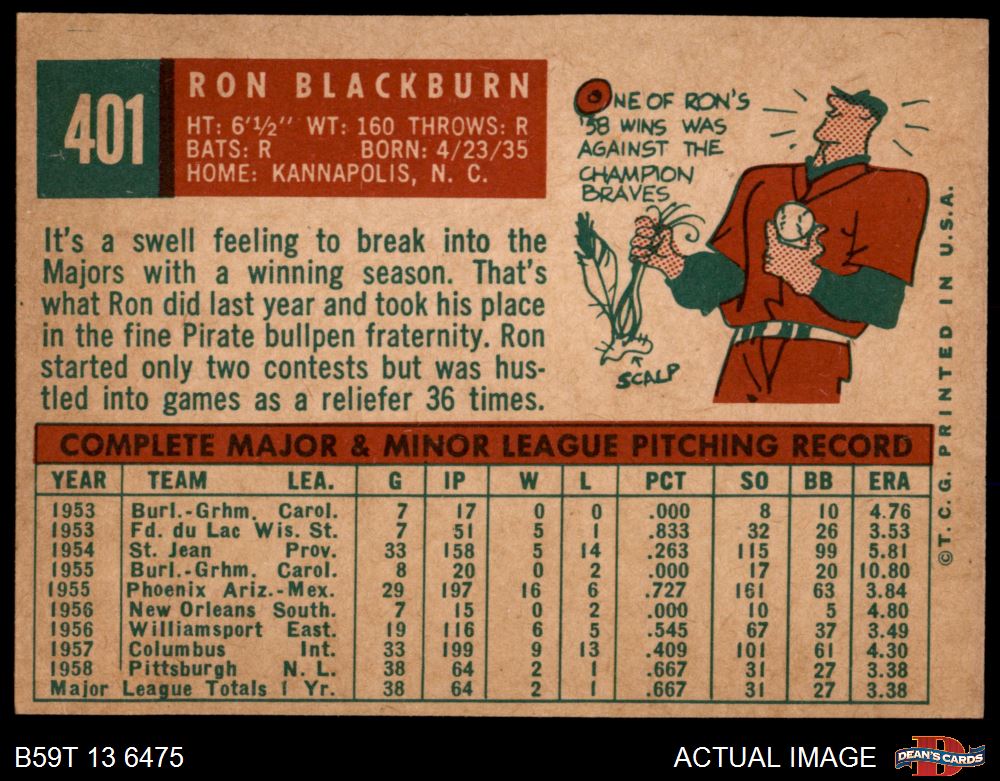 401
RON BLACKBURN
HT: 6'½" WT: 160 THROWS: R
BATS: R BORN: 4/23/35
HOME: KANNAPOLIS, N. C.
ONE OF RON'S
'58 WINS WAS
AGAINST THE
CHAMPION
BRAVES
SCALP
It's a swell feeling to break into the
Majors with a winning season. That's
what Ron did last year and took his place
in the fine Pirate bullpen fraternity. Ron
started only two contests but was hus-
tled into games as a reliefer 36 times.
COMPLETE MAJOR & MINOR LEAGUE PITCHING RECORD
YEAR TEAM LEA. G IP W L PCT SO BB ERA
1953 Burl.-Grhm. Carol. 7 17 0 0 .000 8 10 4.76
1953 Fd. du Lac Wis. St. 7 51 5 1 .833 32 26 3.53
1954 St. Jean Prov. 33 158 5 14 .263 115 99 5.81
1955 Burl.-Grhm. Carol. 8 20 0 2 .000 17 20 10.80
1955 Phoenix Ariz.-Mex. 29 197 16 6 .727 161 63 3.84
1956 New Orleans South. 7 15 0 2 .000 10 5 4.80
1956 Williamsport East. 19 116 6 5 .545 67 37 3.49
1957 Columbus Int. 33 199 9 13 .409 101 61 4.30
1958 Pittsburgh N. L. 38 64 2 1 .667 31 27 3.38
Major League Totals 1 Yr. 38 64 2 1 .667 31 27 3.38
© T. C. G. PRINTED IN U.S.A.
B59T 13 6475
ACTUAL IMAGE
D
DEAN'S CARDS